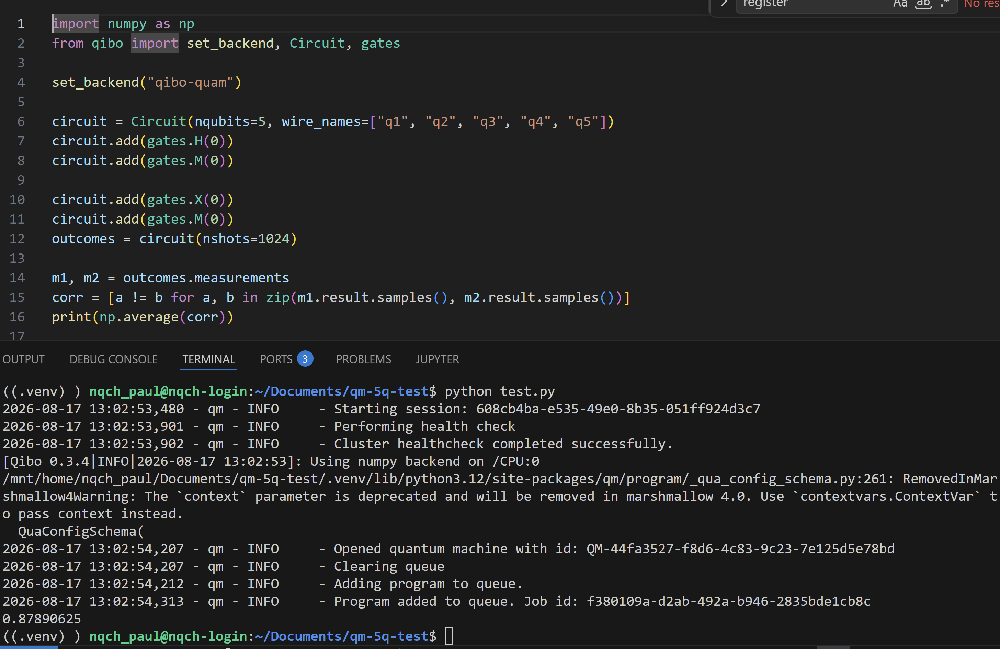 register Aa ab .* No res
1 import numpy as np
2 from qibo import set_backend, Circuit, gates
3
4 set_backend("qibo-quam")
5
6 circuit = Circuit(nqubits=5, wire_names=["q1", "q2", "q3", "q4", "q5"])
7 circuit.add(gates.H(0))
8 circuit.add(gates.M(0))
9
10 circuit.add(gates.X(0))
11 circuit.add(gates.M(0))
12 outcomes = circuit(nshots=1024)
13
14 m1, m2 = outcomes.measurements
15 corr = [a != b for a, b in zip(m1.result.samples(), m2.result.samples())]
16 print(np.average(corr))
17
OUTPUT DEBUG CONSOLE TERMINAL PORTS 3 PROBLEMS JUPYTER
((.venv) ) nqch_paul@nqch-login:~/Documents/qm-5q-test$ python test.py
2026-08-17 13:02:53,480 - qm - INFO     - Starting session: 608cb4ba-e535-49e0-8b35-051ff924d3c7
2026-08-17 13:02:53,901 - qm - INFO     - Performing health check
2026-08-17 13:02:53,902 - qm - INFO     - Cluster healthcheck completed successfully.
[Qibo 0.3.4|INFO|2026-08-17 13:02:53]: Using numpy backend on /CPU:0
/mnt/home/nqch_paul/Documents/qm-5q-test/.venv/lib/python3.12/site-packages/qm/program/_qua_config_schema.py:261: RemovedInMar
shmallow4Warning: The `context` parameter is deprecated and will be removed in marshmallow 4.0. Use `contextvars.ContextVar` t
o pass context instead.
  QuaConfigSchema(
2026-08-17 13:02:54,207 - qm - INFO     - Opened quantum machine with id: QM-44fa3527-f8d6-4c83-9c23-7e125d5e78bd
2026-08-17 13:02:54,207 - qm - INFO     - Clearing queue
2026-08-17 13:02:54,212 - qm - INFO     - Adding program to queue.
2026-08-17 13:02:54,313 - qm - INFO     - Program added to queue. Job id: f380109a-d2ab-492a-b946-2835bde1cb8c
0.87890625
((.venv) ) nqch_paul@nqch-login:~/Documents/qm-5q-test$